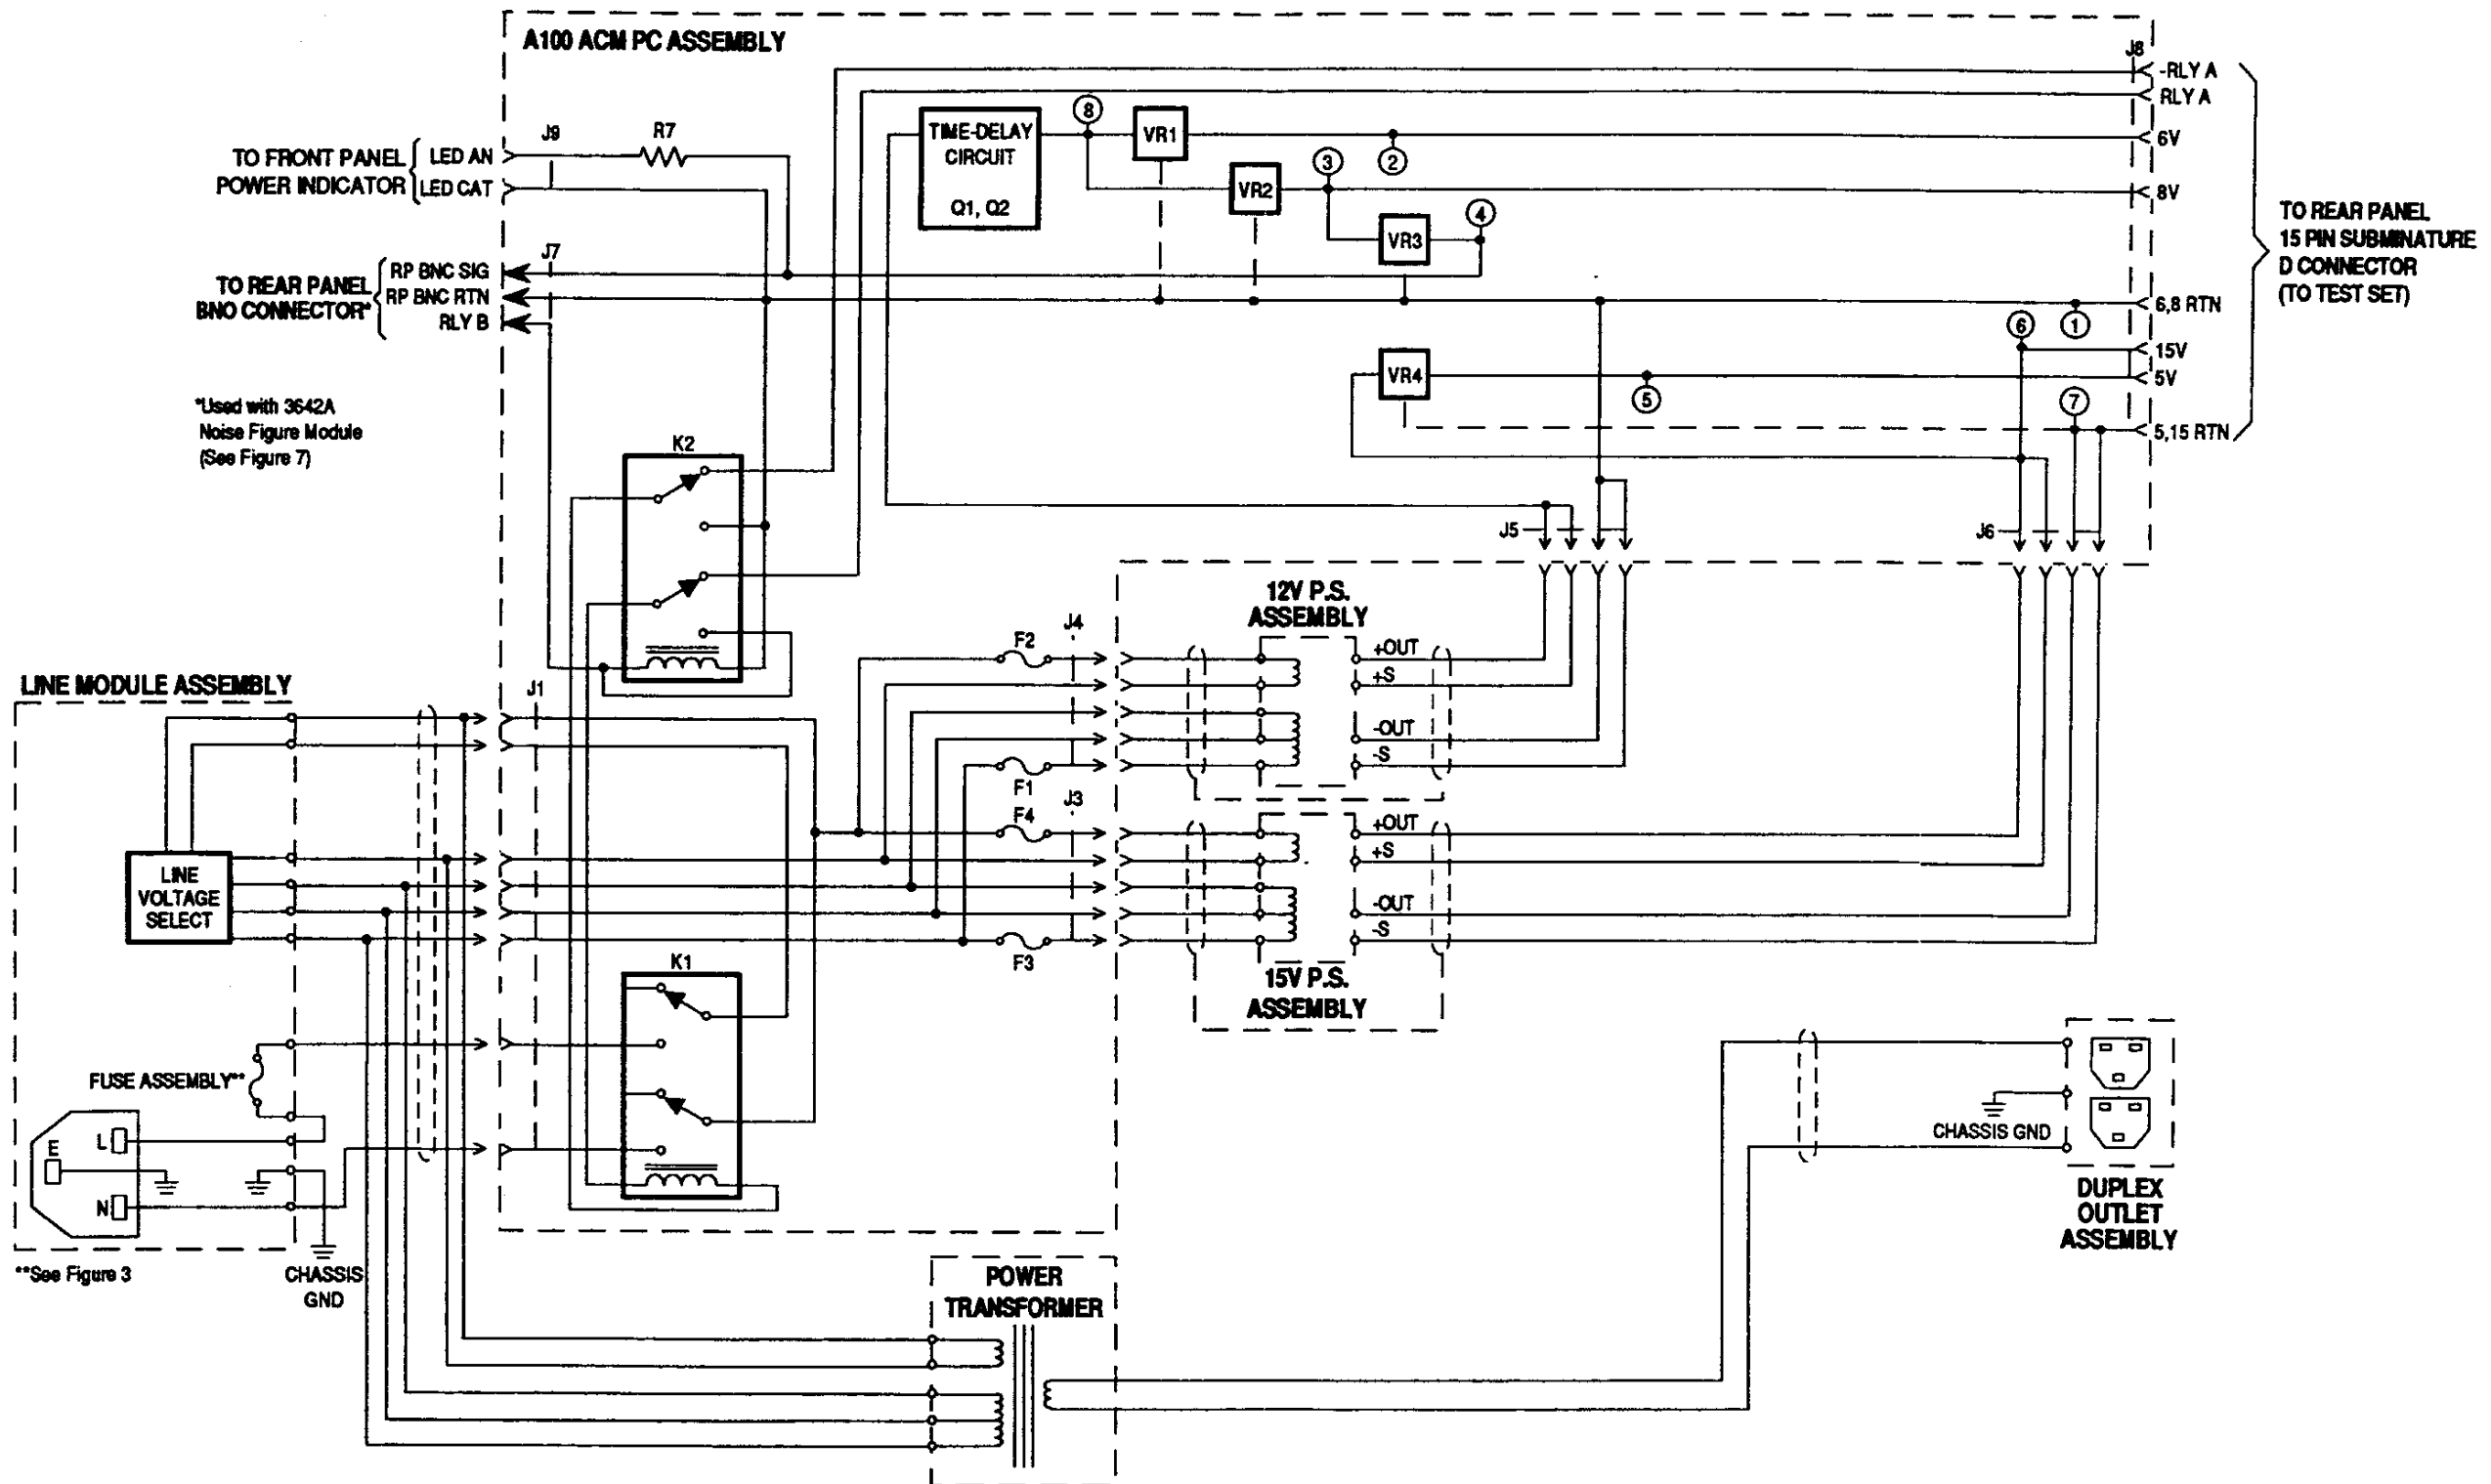 A100 ACM PC ASSEMBLY
J8
-RLY A
RLY A
6V
8V
6,8 RTN
15V
5V
5,15 RTN
TO REAR PANEL
15 PIN SUBMINATURE
D CONNECTOR
(TO TEST SET)
TIME-DELAY
CIRCUIT
Q1, Q2
8
VR1
2
VR2
3
VR3
4
1
6
VR4
5
7
J9
R7
TO FRONT PANEL
POWER INDICATOR
LED AN
LED CAT
J7
TO REAR PANEL
BNO CONNECTOR*
RP BNC SIG
RP BNC RTN
RLY B
*Used with 3642A
Noise Figure Module
(See Figure 7)
K2
J5
J6
12V P.S.
ASSEMBLY
J4
F2
+OUT
+S
-OUT
-S
F1
J3
F4
+OUT
+S
-OUT
-S
F3
15V P.S.
ASSEMBLY
LINE MODULE ASSEMBLY
J1
LINE
VOLTAGE
SELECT
K1
FUSE ASSEMBLY**
E
L
N
**See Figure 3
CHASSIS
GND
POWER
TRANSFORMER
CHASSIS GND
DUPLEX
OUTLET
ASSEMBLY